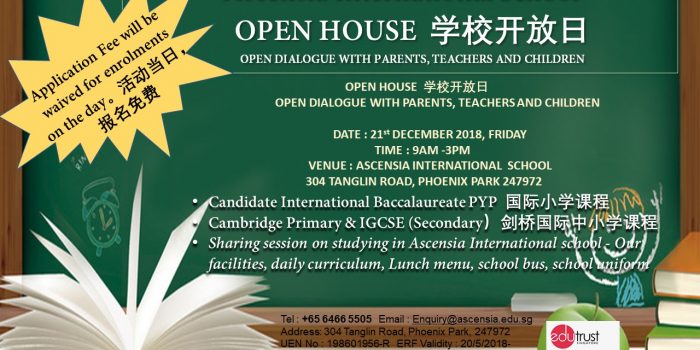 OPEN HOUSE 学校开放日
OPEN DIALOGUE WITH PARENTS, TEACHERS AND CHILDREN
Application Fee will be
waived for enrolments
on the day。活动当日，
报名免费
OPEN HOUSE 学校开放日
OPEN DIALOGUE WITH PARENTS, TEACHERS AND CHILDREN
DATE : 21st DECEMBER 2018, FRIDAY
TIME : 9AM -3PM
VENUE : ASCENSIA INTERNATIONAL SCHOOL
304 TANGLIN ROAD, PHOENIX PARK 247972
• Candidate International Baccalaureate PYP 国际小学课程
• Cambridge Primary & IGCSE (Secondary） 剑桥国际中小学课程
• Sharing session on studying in Ascensia International school - Our
facilities, daily curriculum, Lunch menu, school bus, school uniform
Tel : +65 6466 5505 Email : Enquiry@ascensia.edu.sg
Address: 304 Tanglin Road, Phoenix Park, 247972
UEN No : 198601956-R ERF Validity : 20/5/2018-
edutrust
SINGAPORE